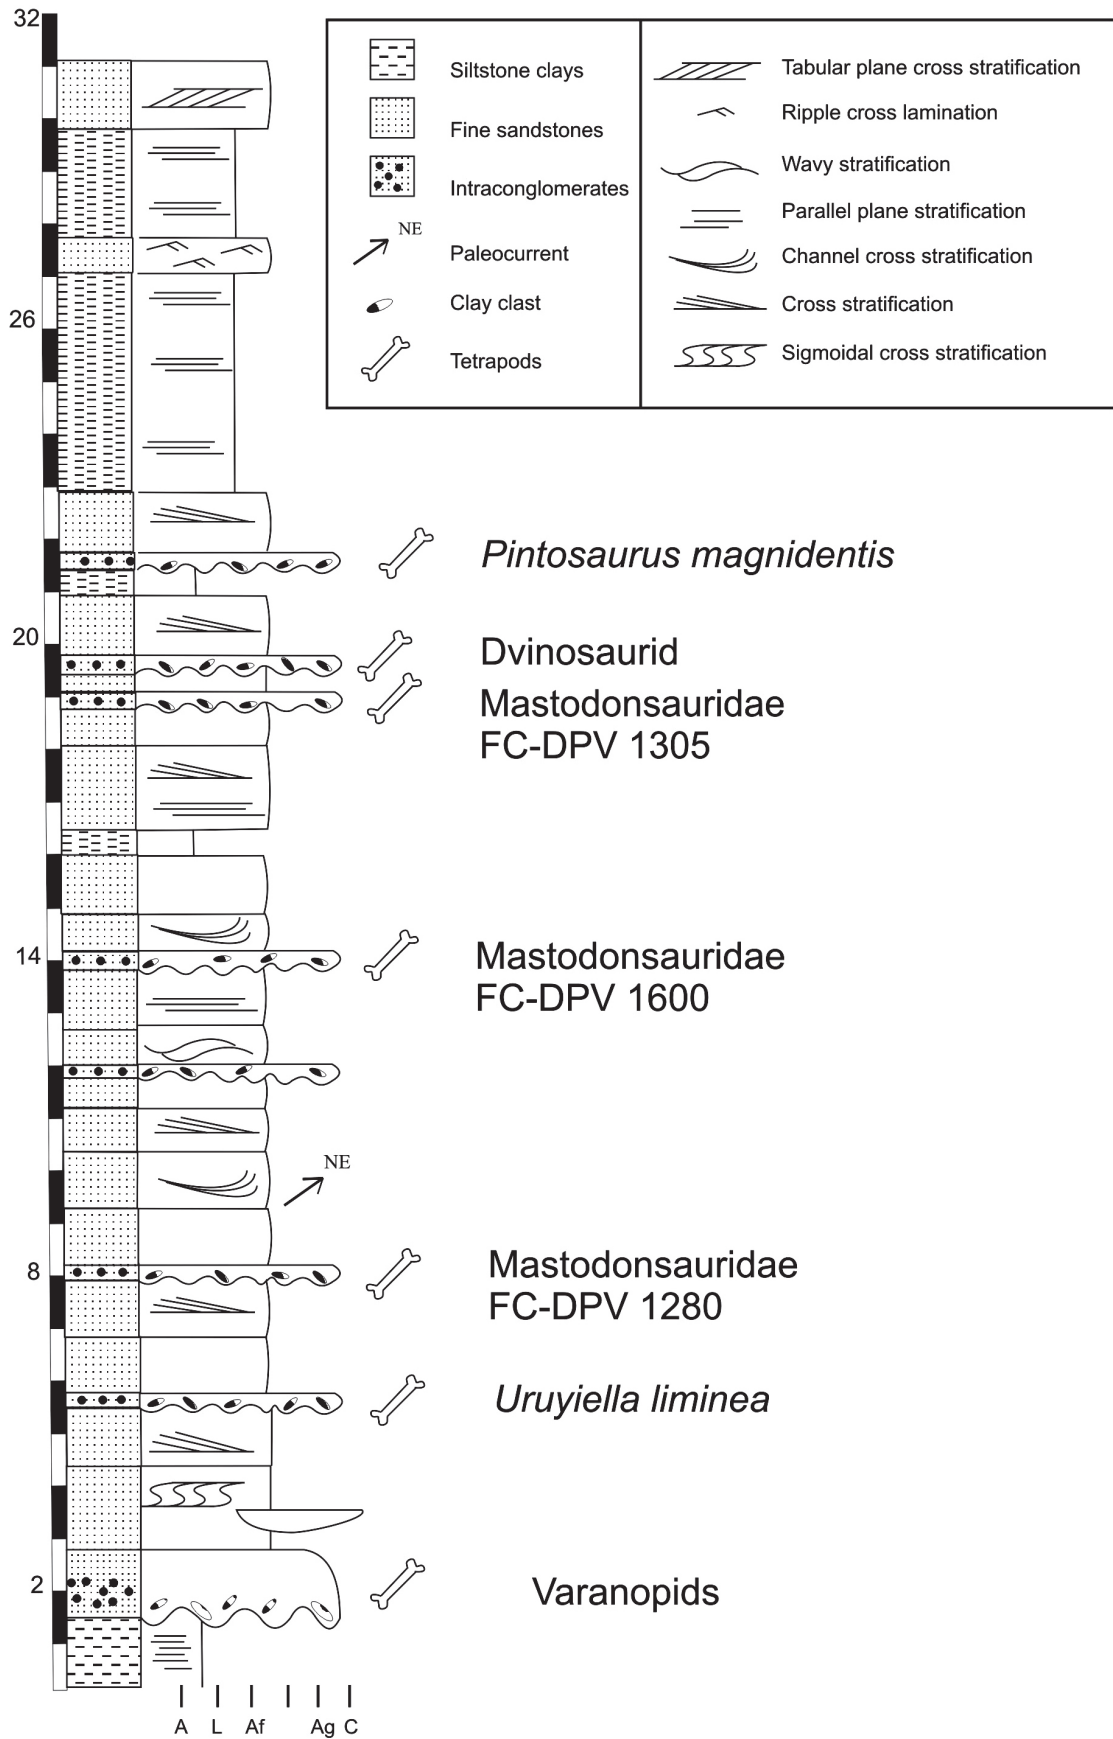 32
Siltstone clays
Fine sandstones
Intraconglomerates
NE
Paleocurrent
Clay clast
Tetrapods
Tabular plane cross stratification
Ripple cross lamination
Wavy stratification
Parallel plane stratification
Channel cross stratification
Cross stratification
Sigmoidal cross stratification
26
Pintosaurus magnidentis
20
Dvinosaurid
Mastodonsauridae
FC-DPV 1305
14
Mastodonsauridae
FC-DPV 1600
NE
8
Mastodonsauridae
FC-DPV 1280
Uruyiella liminea
2
Varanopids
A L Af Ag C